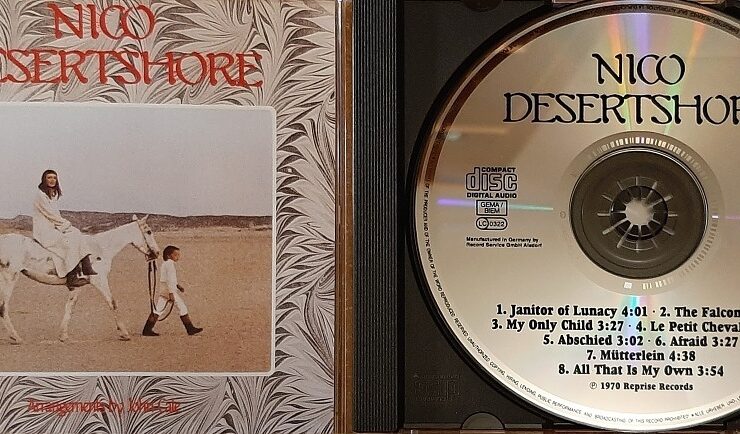 NICO
ESERTSHORE
Arrangements by John Cale
NICO
DESERTSHOR
COMPACT
disc
DIGITAL AUDIO
GEMA/
BIEM
LC 0322
Manufactured in Germany by
Record Service GmbH Alsdorf
1. Janitor of Lunacy 4:01 · 2. The Falcon
3. My Only Child 3:27 · 4. Le Petit Cheval
5. Abschied 3:02 · 6. Afraid 3:27
7. Mütterlein 4:38
8. All That Is My Own 3:54
℗ 1970 Reprise Records